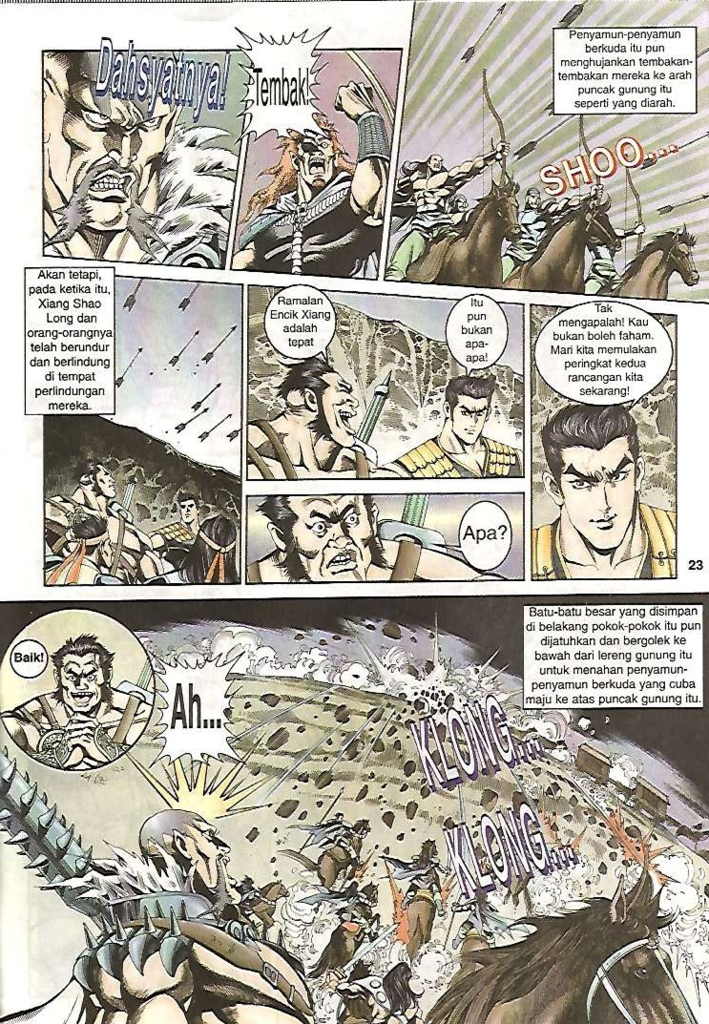 Dahsyatnya!
Tembak!
Penyamun-penyamun
berkuda itu pun
menghujankan tembakan-
tembakan mereka ke arah
puncak gunung itu
seperti yang diarah.
SHOO...
Akan tetapi,
pada ketika itu,
Xiang Shao
Long dan
orang-orangnya
telah berundur
dan berlindung
di tempat
perlindungan
mereka.
Ramalan
Encik Xiang
adalah
tepat
Itu
pun
bukan
apa-
apa!
Apa?
Tak
mengapalah! Kau
bukan boleh faham.
Mari kita memulakan
peringkat kedua
rancangan kita
sekarang!
23
Baik!
Ah...
Batu-batu besar yang disimpan
di belakang pokok-pokok itu pun
dijatuhkan dan bergolek ke
bawah dari lereng gunung itu
untuk menahan penyamun-
penyamun berkuda yang cuba
maju ke atas puncak gunung itu.
KLONG...
KLONG...